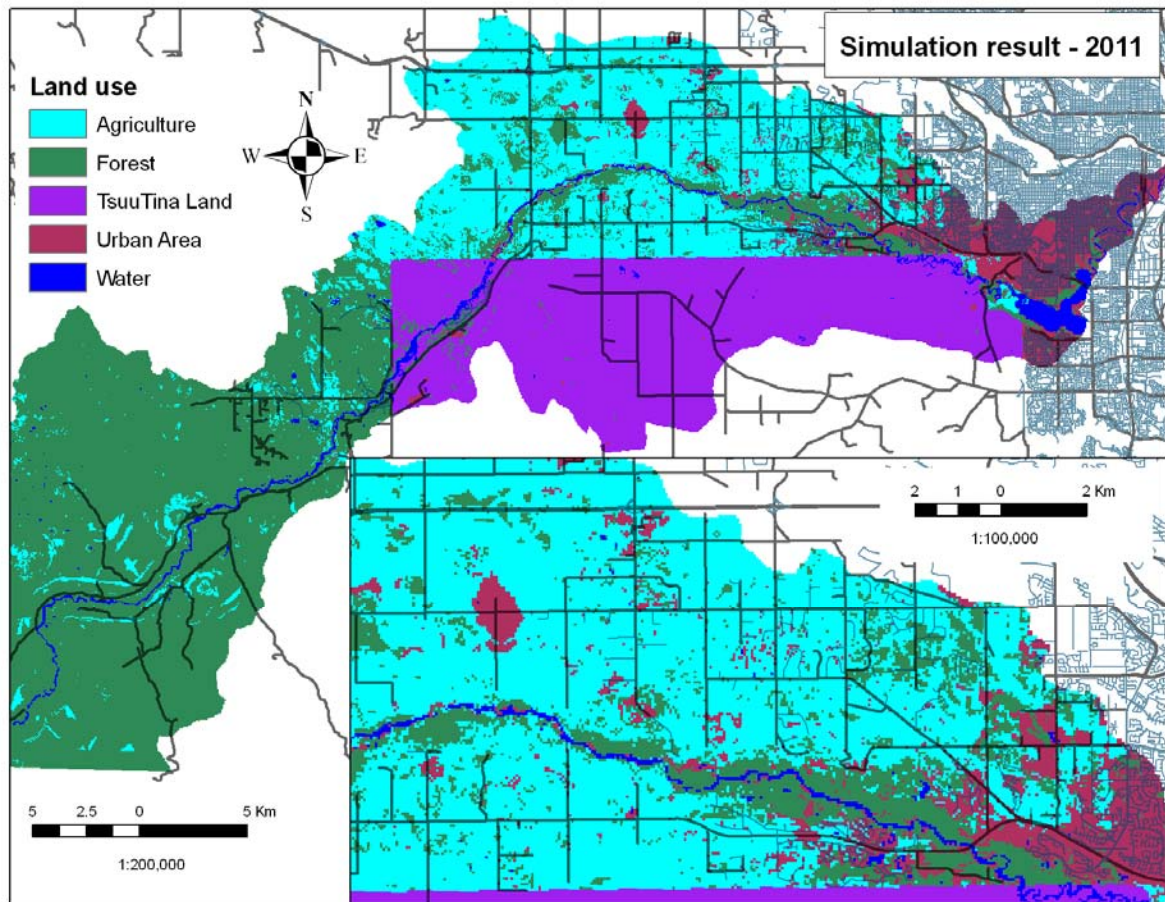 Simulation result - 2011
Land use
Agriculture
Forest
TsuuTina Land
Urban Area
Water
N
W E
S
2 1 0 2 Km
1:100,000
5 2.5 0 5 Km
1:200,000